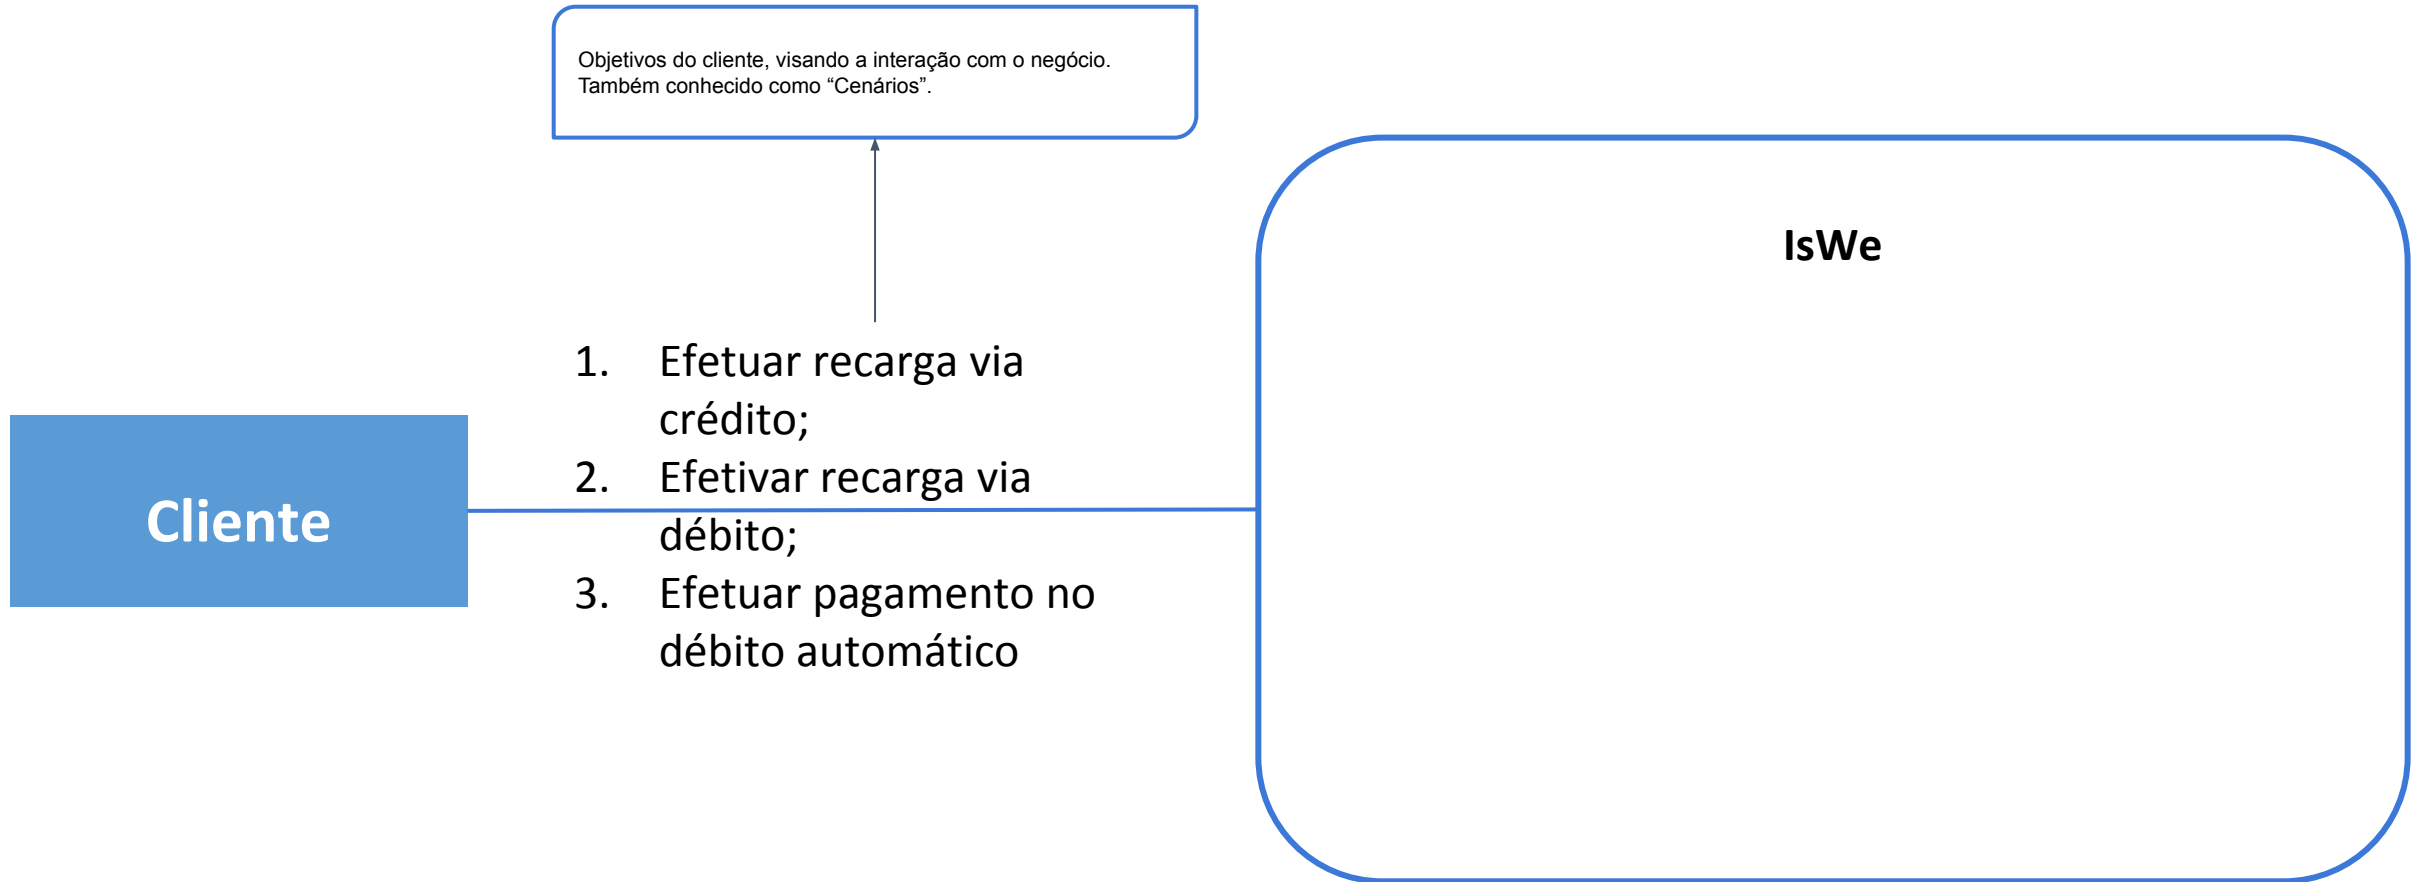 Objetivos do cliente, visando a interação com o negócio.
Também conhecido como “Cenários”.
IsWe
1. Efetuar recarga via
crédito;
2. Efetivar recarga via
débito;
3. Efetuar pagamento no
débito automático
Cliente